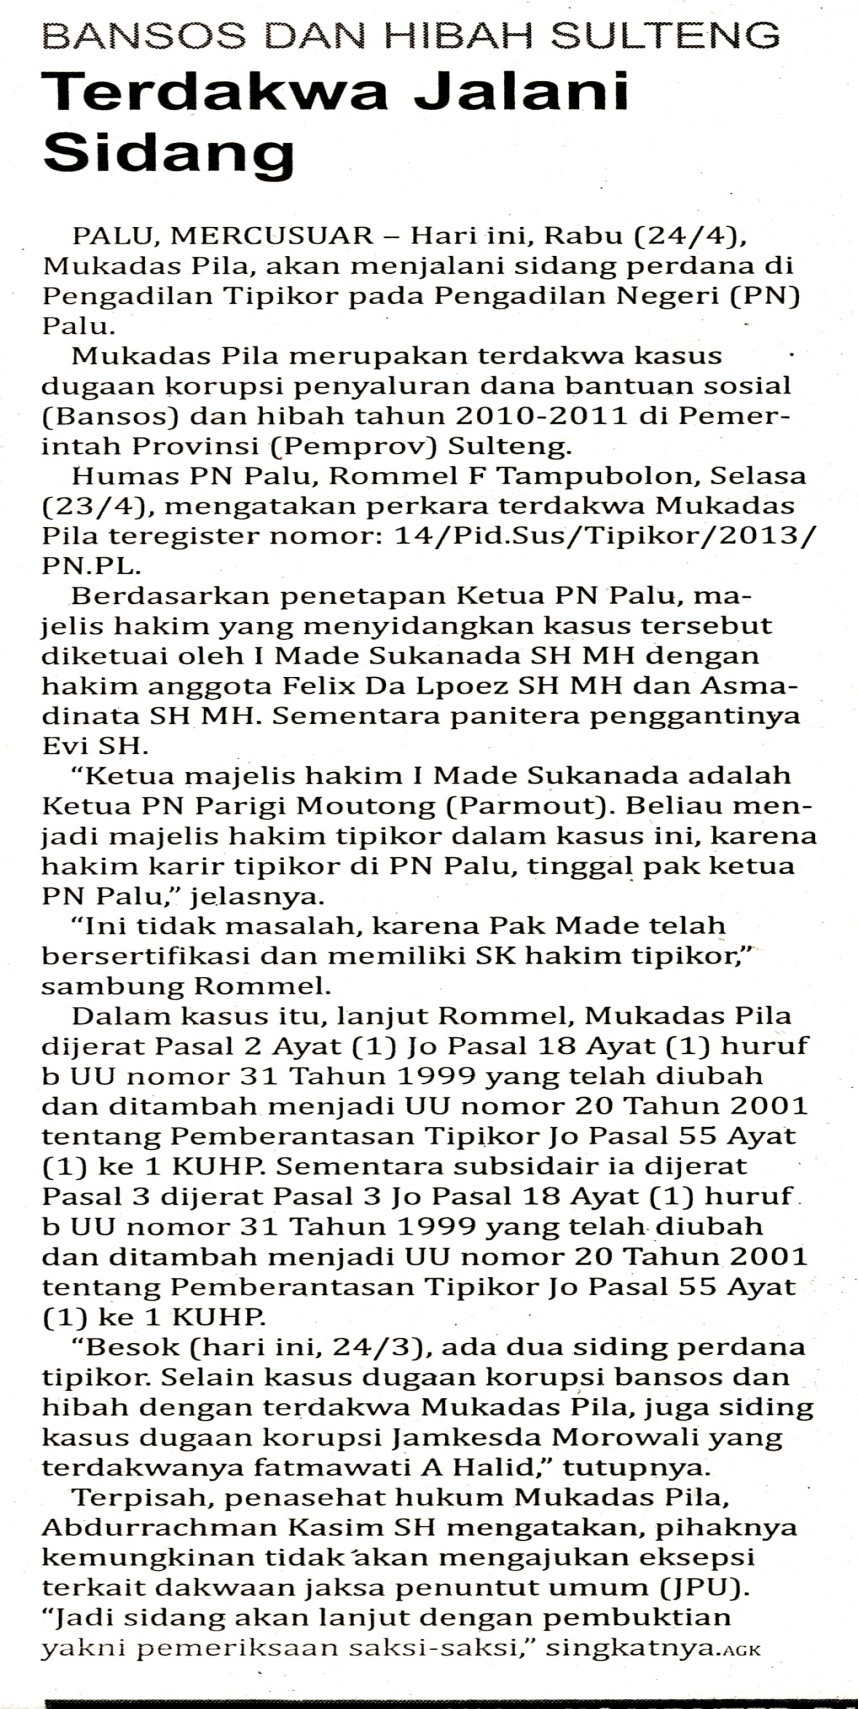 BANSOS DAN HIBAH SULTENG
Terdakwa Jalani
Sidang
PALU, MERCUSUAR – Hari ini, Rabu (24/4),
Mukadas Pila, akan menjalani sidang perdana di
Pengadilan Tipikor pada Pengadilan Negeri (PN)
Palu.
Mukadas Pila merupakan terdakwa kasus
dugaan korupsi penyaluran dana bantuan sosial
(Bansos) dan hibah tahun 2010-2011 di Pemer-
intah Provinsi (Pemprov) Sulteng.
Humas PN Palu, Rommel F Tampubolon, Selasa
(23/4), mengatakan perkara terdakwa Mukadas
Pila teregister nomor: 14/Pid.Sus/Tipikor/2013/
PN.PL.
Berdasarkan penetapan Ketua PN Palu, ma-
jelis hakim yang menyidangkan kasus tersebut
diketuai oleh I Made Sukanada SH MH dengan
hakim anggota Felix Da Lpoez SH MH dan Asma-
dinata SH MH. Sementara panitera penggantinya
Evi SH.
“Ketua majelis hakim I Made Sukanada adalah
Ketua PN Parigi Moutong (Parmout). Beliau men-
jadi majelis hakim tipikor dalam kasus ini, karena
hakim karir tipikor di PN Palu, tinggal pak ketua
PN Palu,” jelasnya.
“Ini tidak masalah, karena Pak Made telah
bersertifikasi dan memiliki SK hakim tipikor,”
sambung Rommel.
Dalam kasus itu, lanjut Rommel, Mukadas Pila
dijerat Pasal 2 Ayat (1) Jo Pasal 18 Ayat (1) huruf
b UU nomor 31 Tahun 1999 yang telah diubah
dan ditambah menjadi UU nomor 20 Tahun 2001
tentang Pemberantasan Tipikor Jo Pasal 55 Ayat
(1) ke 1 KUHP. Sementara subsidair ia dijerat
Pasal 3 dijerat Pasal 3 Jo Pasal 18 Ayat (1) huruf
b UU nomor 31 Tahun 1999 yang telah diubah
dan ditambah menjadi UU nomor 20 Tahun 2001
tentang Pemberantasan Tipikor Jo Pasal 55 Ayat
(1) ke 1 KUHP.
“Besok (hari ini, 24/3), ada dua siding perdana
tipikor. Selain kasus dugaan korupsi bansos dan
hibah dengan terdakwa Mukadas Pila, juga siding
kasus dugaan korupsi Jamkesda Morowali yang
terdakwanya fatmawati A Halid,” tutupnya.
Terpisah, penasehat hukum Mukadas Pila,
Abdurrachman Kasim SH mengatakan, pihaknya
kemungkinan tidak akan mengajukan eksepsi
terkait dakwaan jaksa penuntut umum (JPU).
“Jadi sidang akan lanjut dengan pembuktian
yakni pemeriksaan saksi-saksi,” singkatnya.AGK